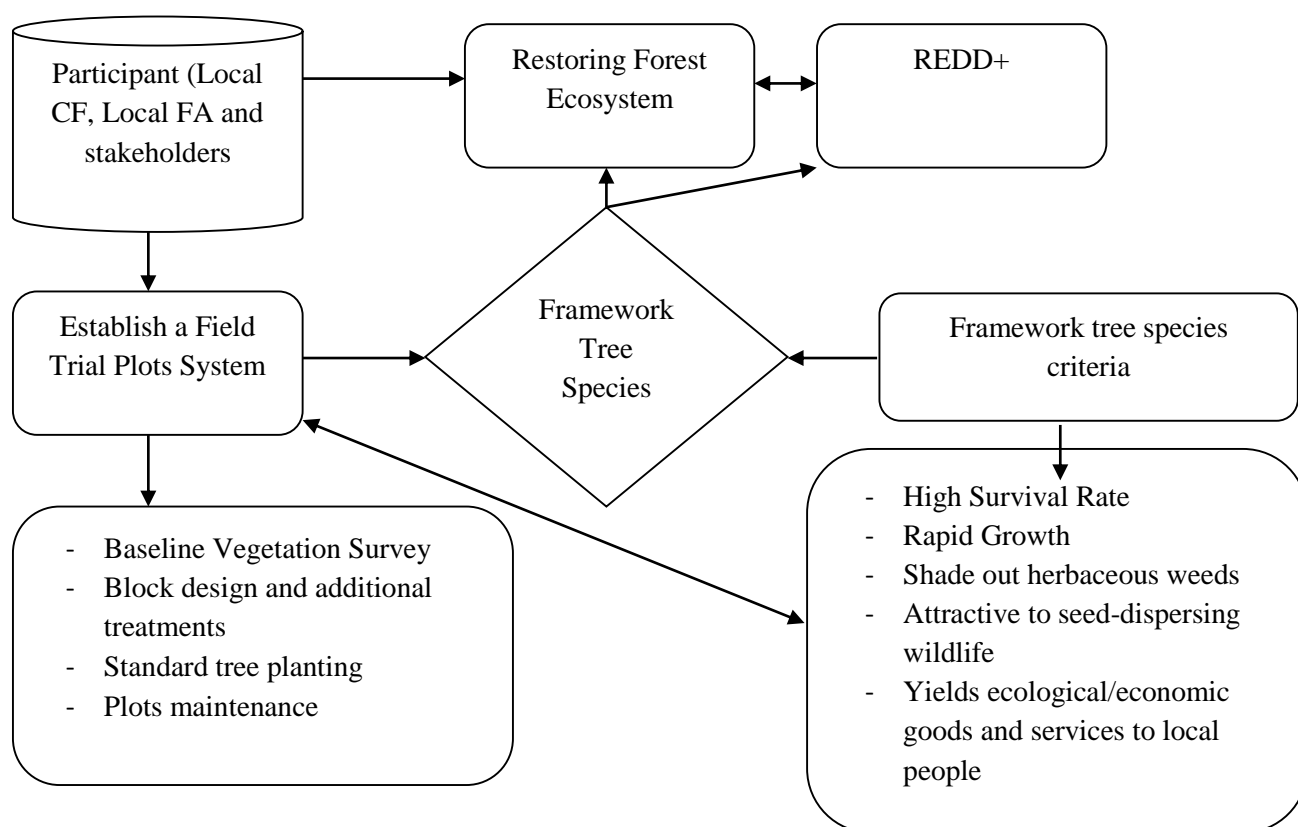 Participant (Local
CF, Local FA and
stakeholders
Restoring Forest
Ecosystem
REDD+
Establish a Field
Trial Plots System
Framework
Tree
Species
Framework tree species
criteria
- Baseline Vegetation Survey
- Block design and additional
treatments
- Standard tree planting
- Plots maintenance
- High Survival Rate
- Rapid Growth
- Shade out herbaceous weeds
- Attractive to seed-dispersing
wildlife
- Yields ecological/economic
goods and services to local
people